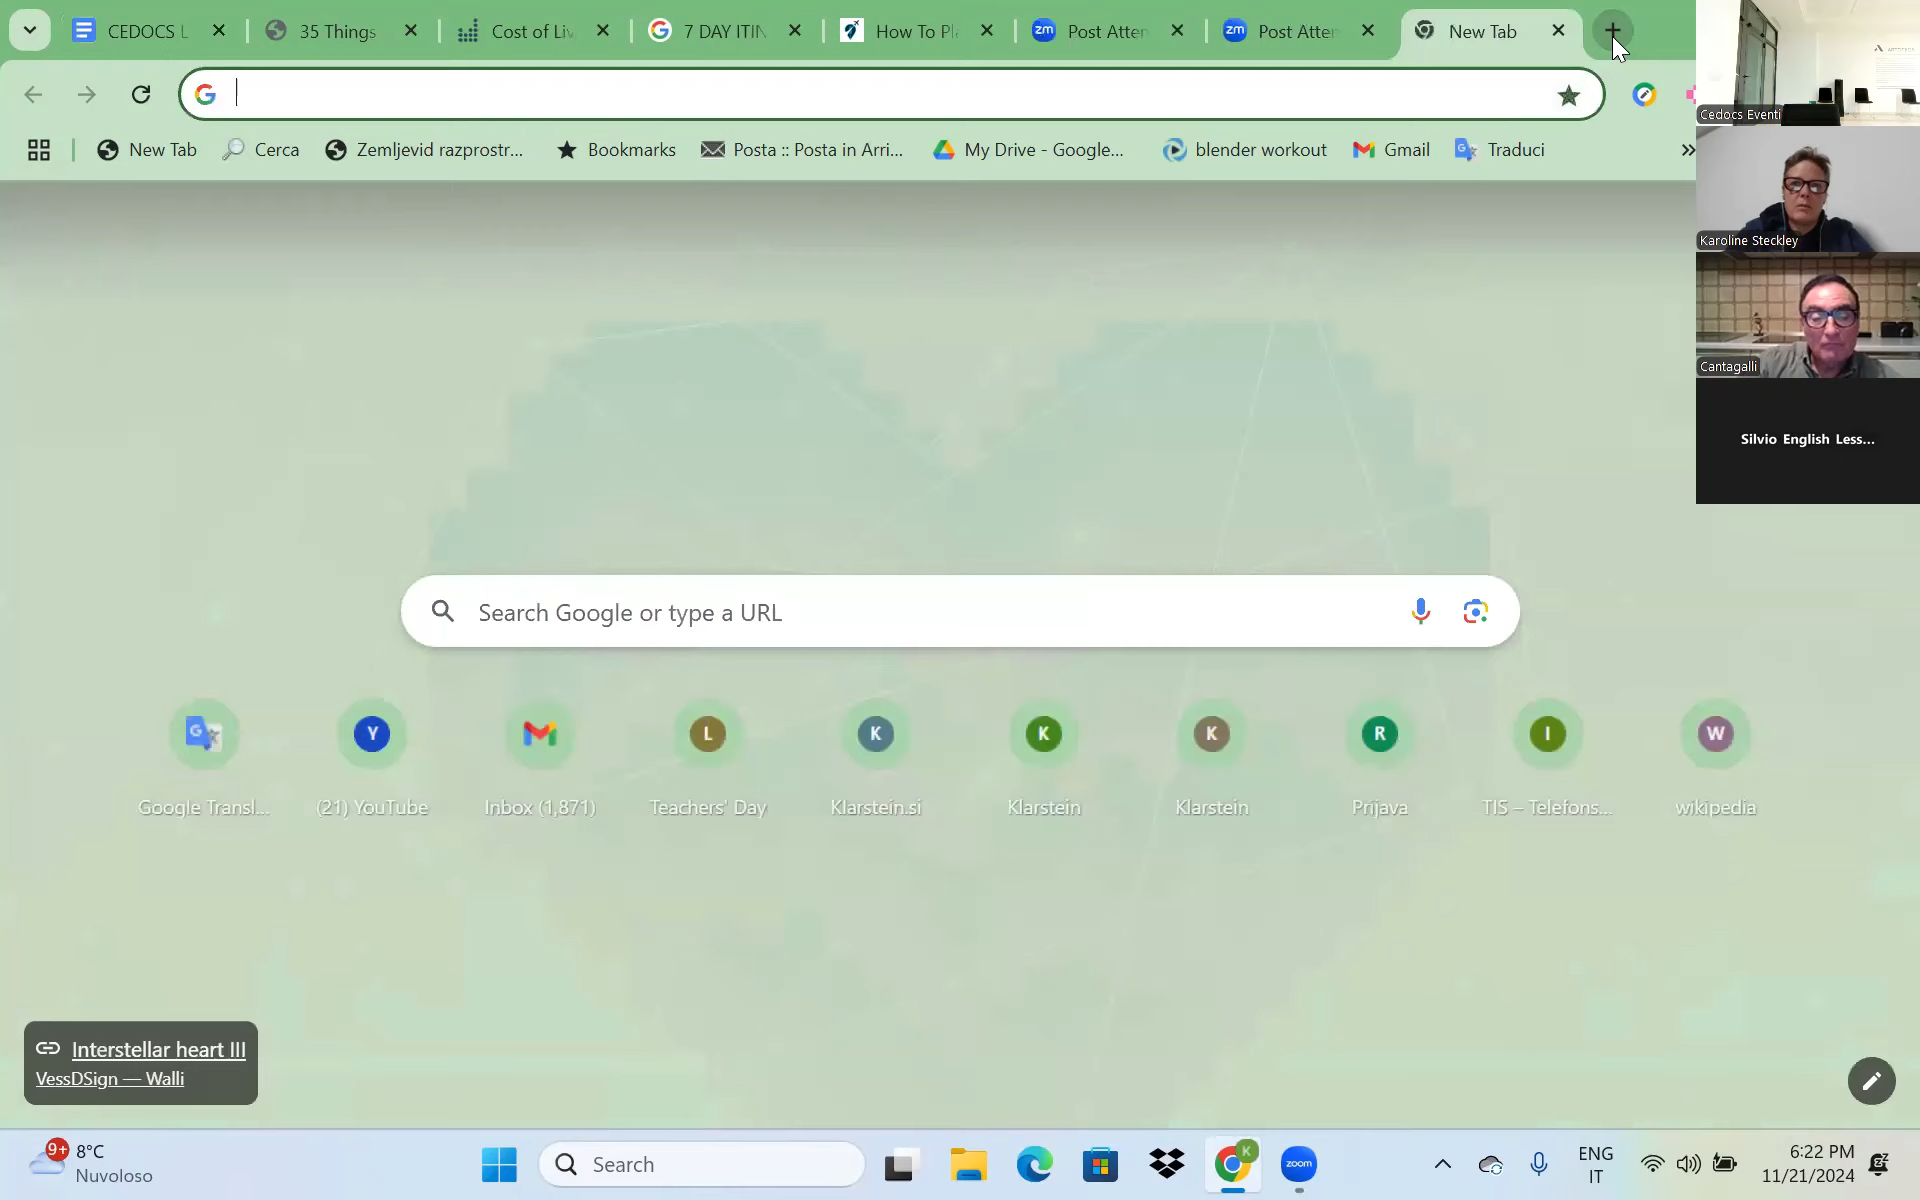 CEDOCS L
35 Things
Cost of Liv
7 DAY ITIN
How To Pl
zm Post Atten
zm Post Atten
New Tab
New Tab
Cerca
Zemljevid razprostr...
Bookmarks
Posta :: Posta in Arri...
My Drive - Google...
blender workout
Gmail
Traduci
Cedocs Eventi
Karoline Steckley
Cantagalli
Silvio English Less...
Search Google or type a URL
Y
L
K
K
K
R
I
W
Google Transl...
(21) YouTube
Inbox (1,871)
Teachers' Day
Klarstein.si
Klarstein
Klarstein
Prijava
TIS – Telefons...
wikipedia
Interstellar heart III
VessDSign — Walli
9+
8°C
Nuvoloso
Search
K
zoom
ENG
IT
6:22 PM
11/21/2024